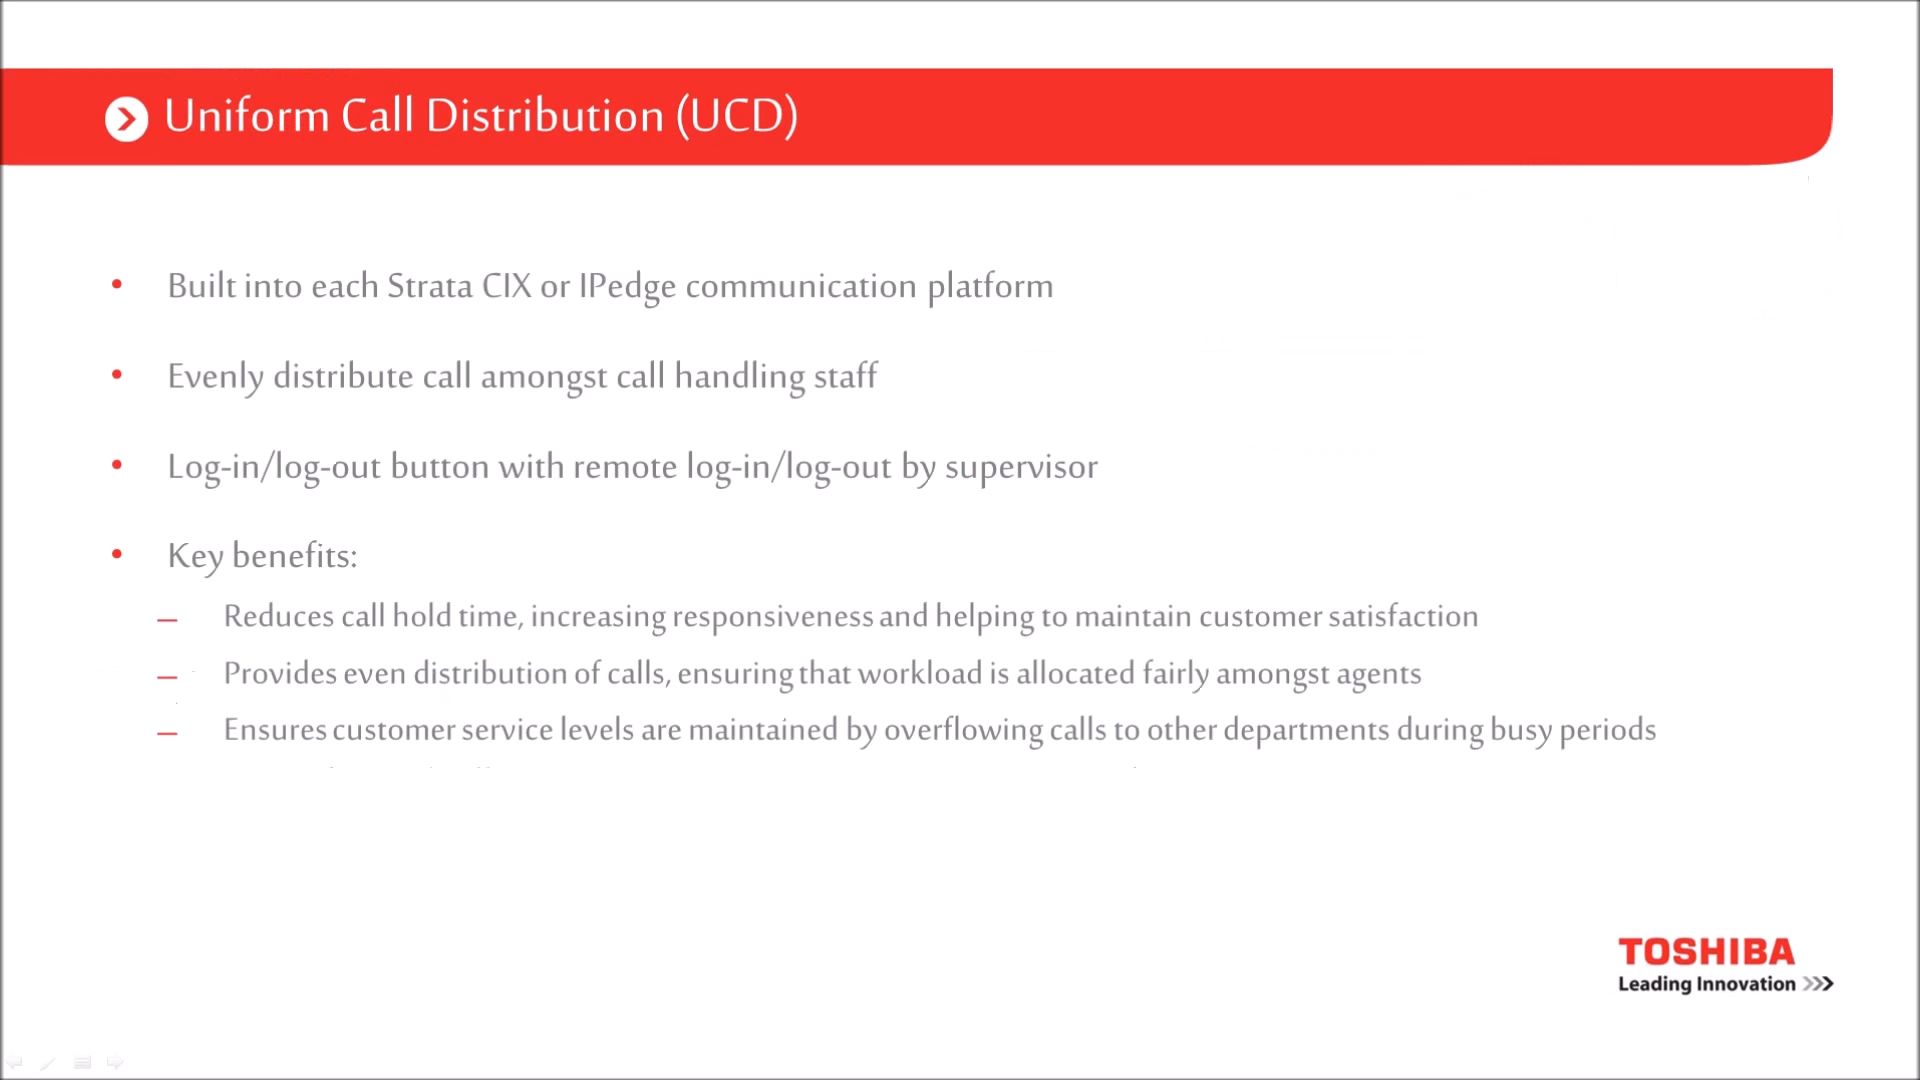 Uniform Call Distribution (UCD)
• Built into each Strata CIX or IPedge communication platform
• Evenly distribute call amongst call handling staff
• Log-in/log-out button with remote log-in/log-out by supervisor
• Key benefits:
– Reduces call hold time, increasing responsiveness and helping to maintain customer satisfaction
– Provides even distribution of calls, ensuring that workload is allocated fairly amongst agents
– Ensures customer service levels are maintained by overflowing calls to other departments during busy periods
TOSHIBA
Leading Innovation >>>